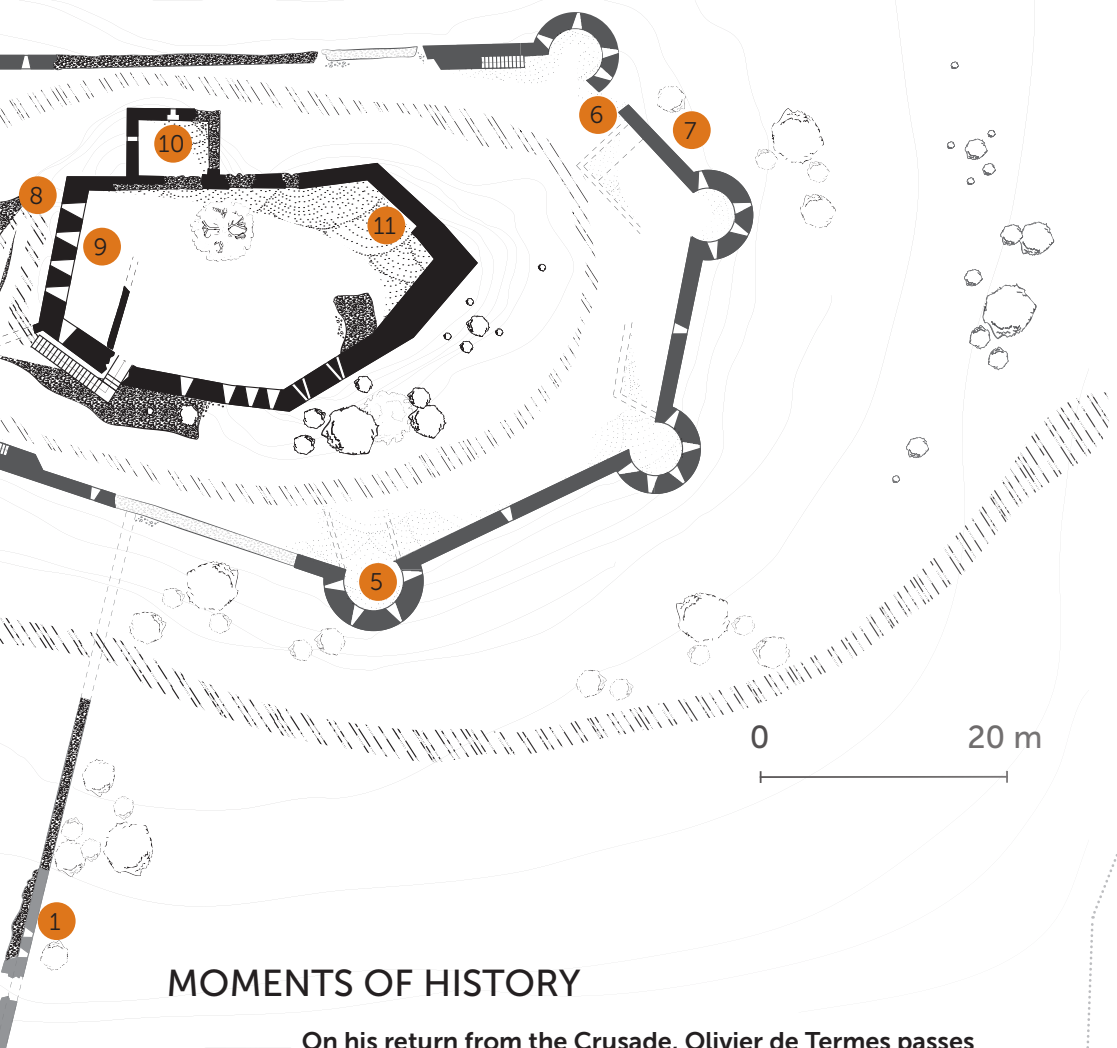 6
7
10
8
11
9
5
0 20 m
1
MOMENTS OF HISTORY
On his return from the Crusade, Olivier de Termes passes